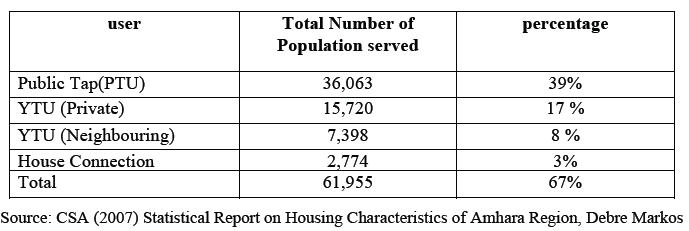 user Total Number of percentage
Population served
Public Tap(PTU) 36,063 39%
YTU (Private) 15,720 17 %
YTU (Neighbouring) 7,398 8 %
House Connection 2,774 3%
Total 61,955 67%
Source: CSA (2007) Statistical Report on Housing Characteristics of Amhara Region, Debre Markos